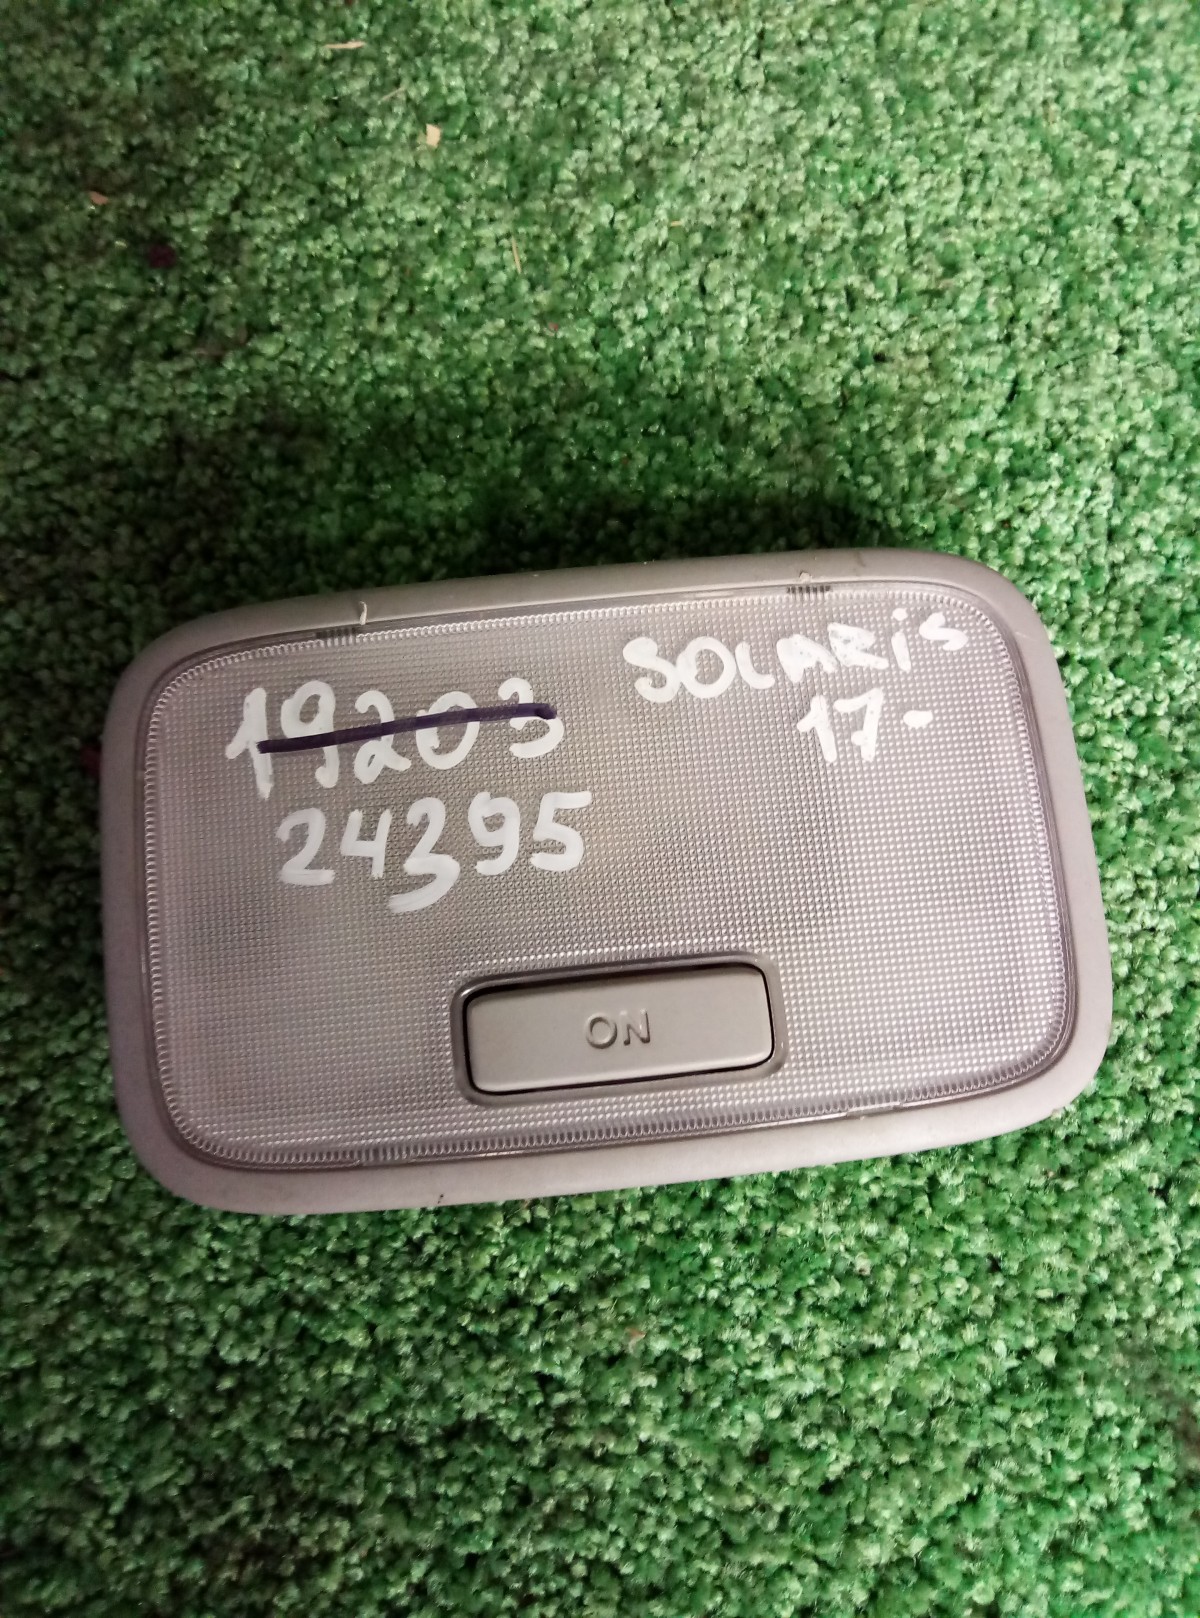 19203
SOLARiS
17-
24395
ON